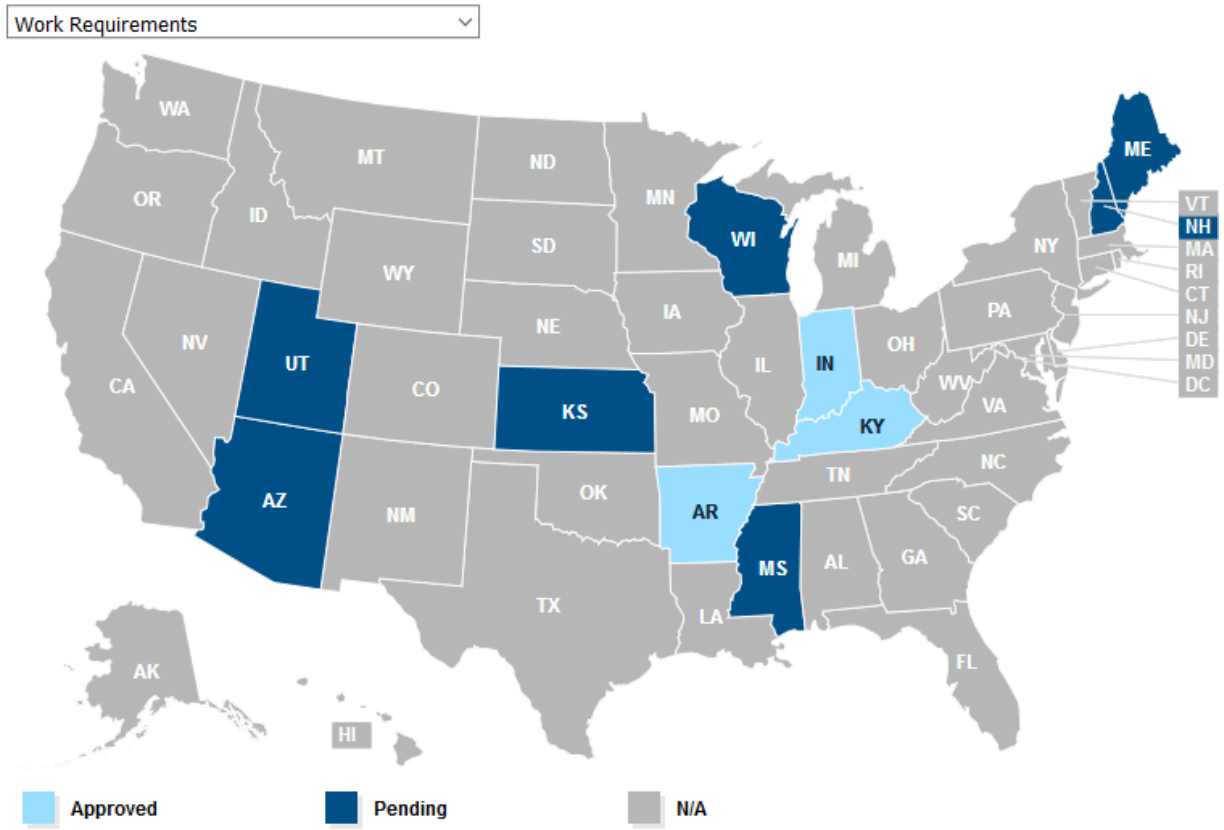 Work Requirements
WA
MT
ND
MN
ME
OR
ID
SD
WI
VT
NH
WY
MI
NY
MA
RI
CT
NJ
DE
MD
DC
NV
UT
NE
IA
PA
CA
CO
KS
MO
IL
IN
OH
WV
VA
KY
AZ
NM
OK
AR
TN
NC
SC
TX
LA
MS
AL
GA
FL
AK
HI
Approved Pending N/A